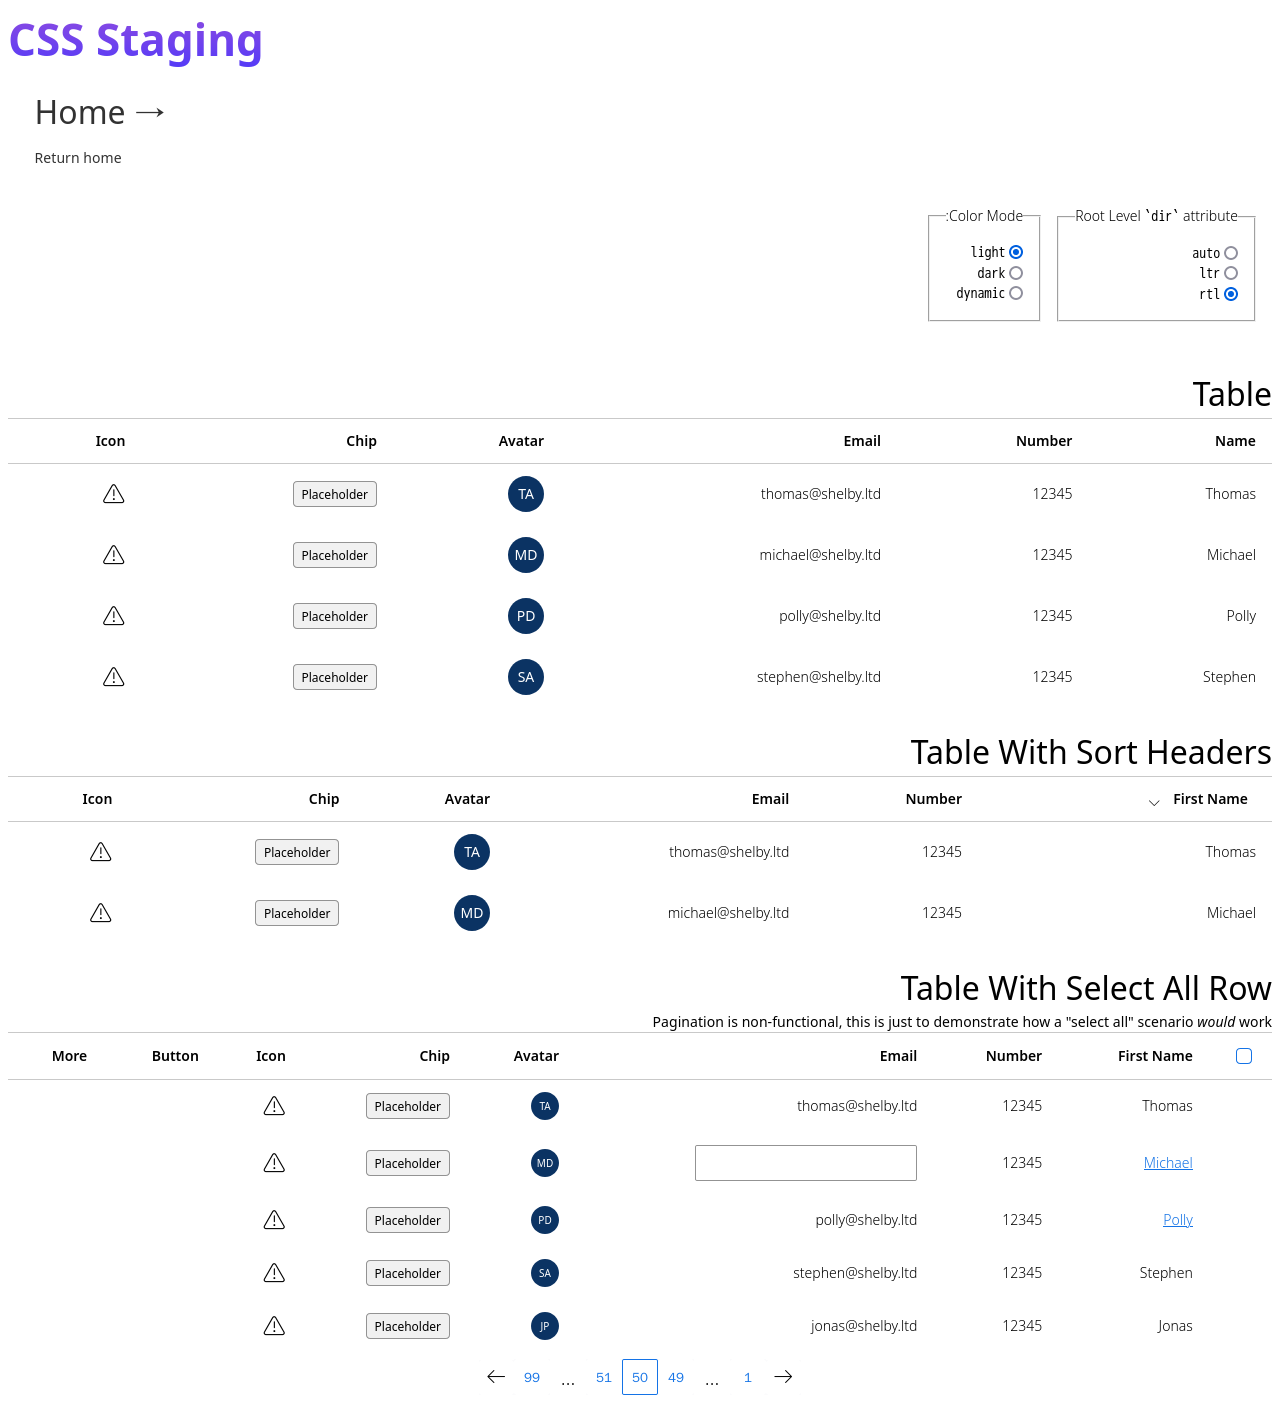 CSS Staging
Home →
Return home
:Color Mode
light
dark
dynamic
Root Level `dir` attribute
auto
ltr
rtl
Table
Icon Chip Avatar Email Number Name
Placeholder TA thomas@shelby.ltd 12345 Thomas
Placeholder MD michael@shelby.ltd 12345 Michael
Placeholder PD polly@shelby.ltd 12345 Polly
Placeholder SA stephen@shelby.ltd 12345 Stephen
Table With Sort Headers
Icon Chip Avatar Email Number First Name
Placeholder TA thomas@shelby.ltd 12345 Thomas
Placeholder MD michael@shelby.ltd 12345 Michael
Table With Select All Row
Pagination is non-functional, this is just to demonstrate how a "select all" scenario would work
More Button Icon Chip Avatar Email Number First Name
Placeholder TA thomas@shelby.ltd 12345 Thomas
Placeholder MD 12345 Michael
Placeholder PD polly@shelby.ltd 12345 Polly
Placeholder SA stephen@shelby.ltd 12345 Stephen
Placeholder JP jonas@shelby.ltd 12345 Jonas
← 99 ... 51 50 49 ... 1 →